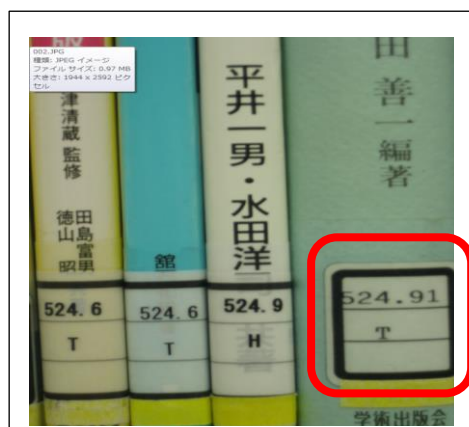 002.JPG
種類: JPEG イメージ
ファイル サイズ: 0.97 MB
大きさ: 1944 x 2592 ピク
セル
津清蔵 監修
田島富男
徳山 昭
524.6
T
館
524.6
T
平井一男・水田洋
524.9
H
田 善一編著
524.91
T
学術出版会